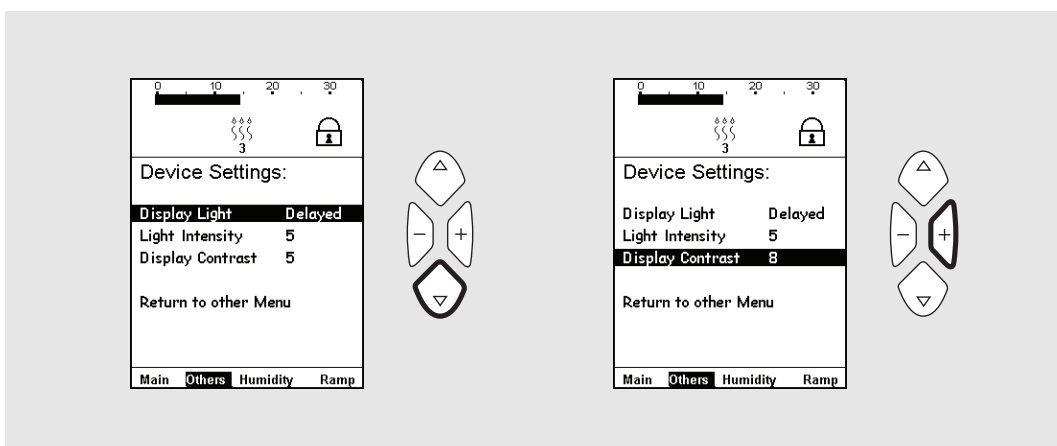 0 10 20 30
3
Device Settings:
Display Light Delayed
Light Intensity 5
Display Contrast 5
Return to other Menu
Main Others Humidity Ramp
− +
0 10 20 30
3
Device Settings:
Display Light Delayed
Light Intensity 5
Display Contrast 8
Return to other Menu
Main Others Humidity Ramp
− +